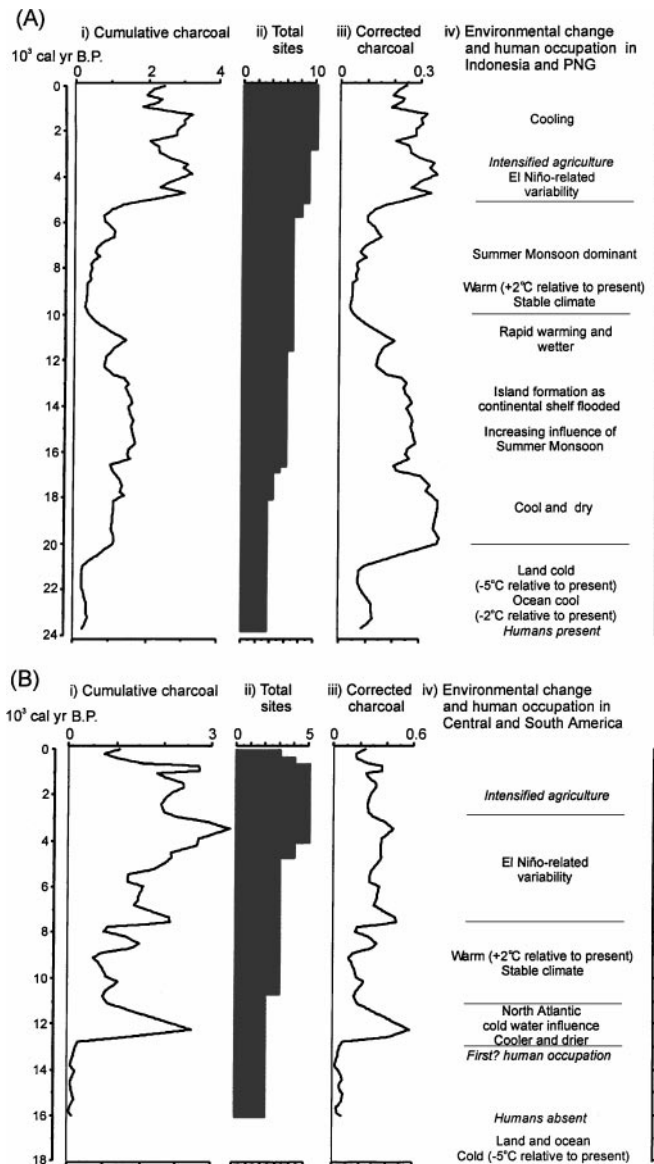 (A)
i) Cumulative charcoal
ii) Total sites
iii) Corrected charcoal
iv) Environmental change and human occupation in Indonesia and PNG
10³ cal yr B.P.
0 2 4
0 10
0 0.3
0
2
4
6
8
10
12
14
16
18
20
22
24
Cooling
Intensified agriculture
El Niño-related
variability
Summer Monsoon dominant
Warm (+2°C relative to present)
Stable climate
Rapid warming and
wetter
Island formation as
continental shelf flooded
Increasing influence of
Summer Monsoon
Cool and dry
Land cold
(-5°C relative to present)
Ocean cool
(-2°C relative to present)
Humans present
(B)
i) Cumulative charcoal
ii) Total sites
iii) Corrected charcoal
iv) Environmental change and human occupation in Central and South America
10³ cal yr B.P.
0 3
0 5
0 0.6
0
2
4
6
8
10
12
14
16
18
Intensified agriculture
El Niño-related
variability
Warm (+2°C relative to present)
Stable climate
North Atlantic
cold water influence
Cooler and drier
First? human occupation
Humans absent
Land and ocean
Cold (-5°C relative to present)